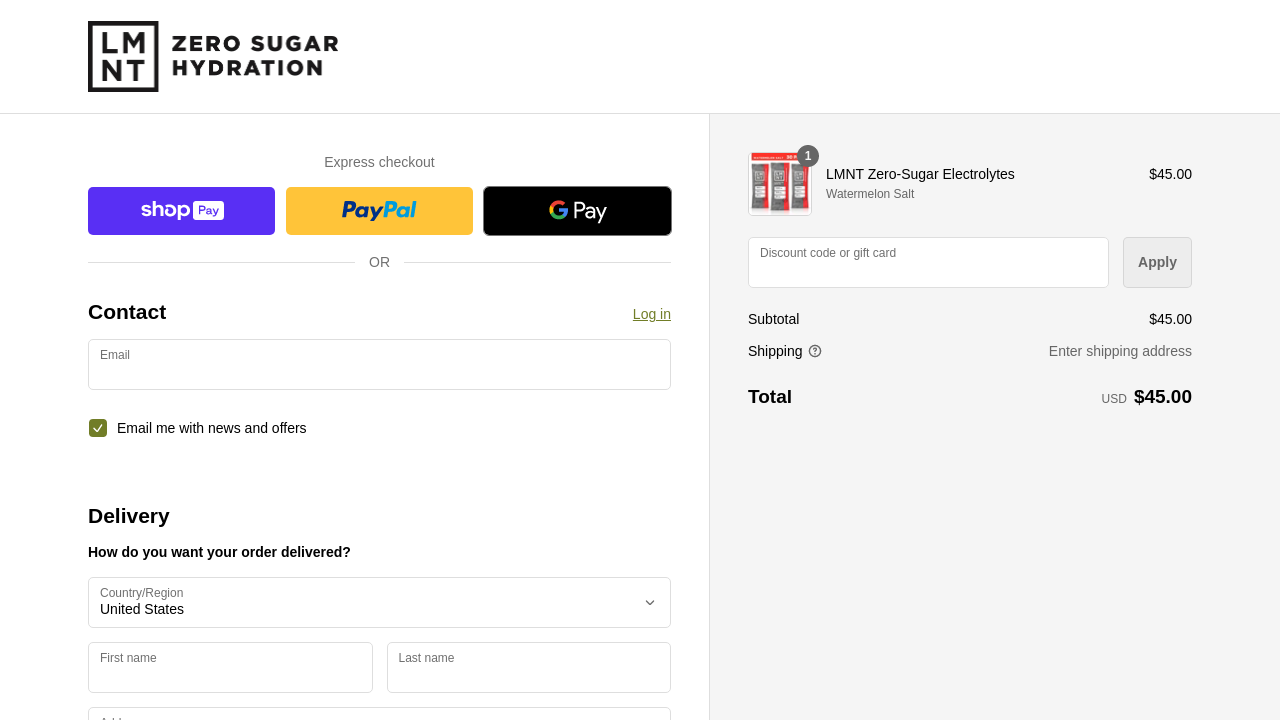 LM
NT
ZERO SUGAR
HYDRATION
Express checkout
shop Pay
PayPal
G Pay
OR
Contact
Log in
Email
Email me with news and offers
Delivery
How do you want your order delivered?
Country/Region
United States
First name
Last name
1
LMNT Zero-Sugar Electrolytes
$45.00
Watermelon Salt
Discount code or gift card
Apply
Subtotal
$45.00
Shipping
Enter shipping address
Total
USD $45.00